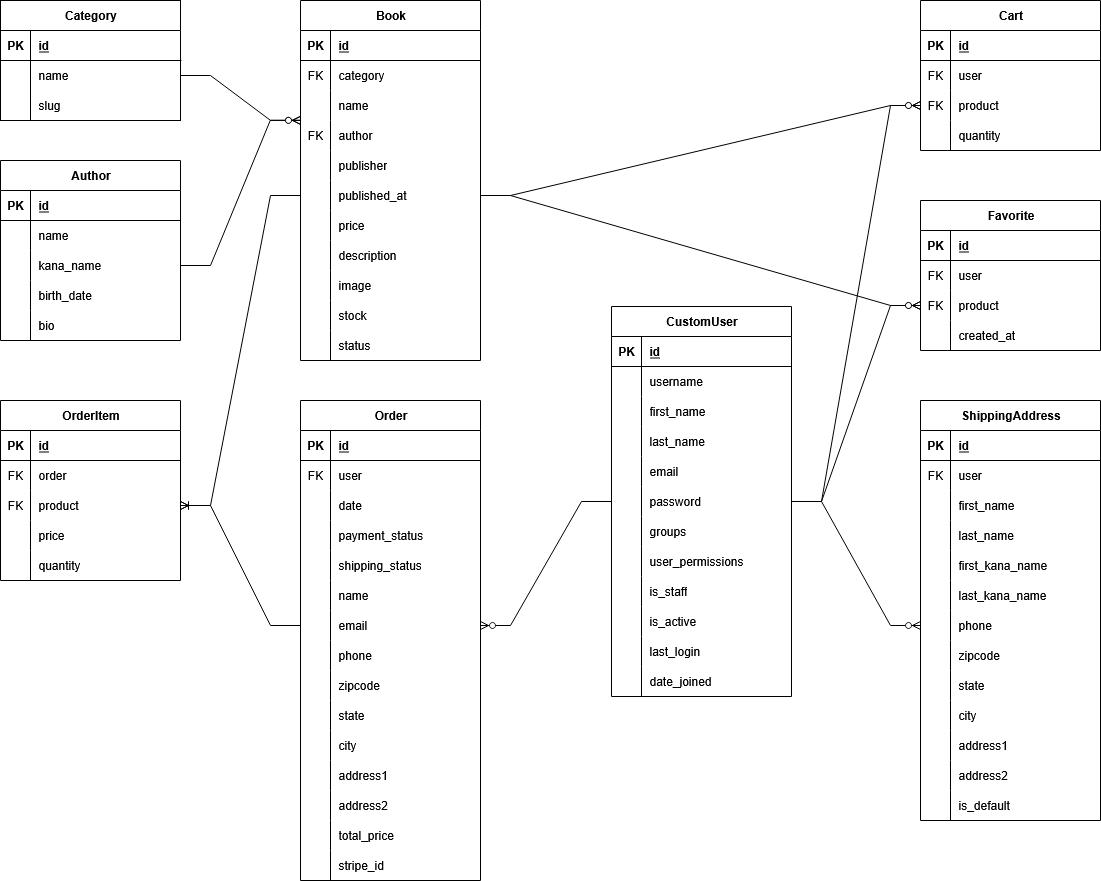 Category
PK id
name
slug
Book
PK id
FK category
name
FK author
publisher
published_at
price
description
image
stock
status
Cart
PK id
FK user
FK product
quantity
Author
PK id
name
kana_name
birth_date
bio
Favorite
PK id
FK user
FK product
created_at
CustomUser
PK id
username
first_name
last_name
email
password
groups
user_permissions
is_staff
is_active
last_login
date_joined
OrderItem
PK id
FK order
FK product
price
quantity
Order
PK id
FK user
date
payment_status
shipping_status
name
email
phone
zipcode
state
city
address1
address2
total_price
stripe_id
ShippingAddress
PK id
FK user
first_name
last_name
first_kana_name
last_kana_name
phone
zipcode
state
city
address1
address2
is_default